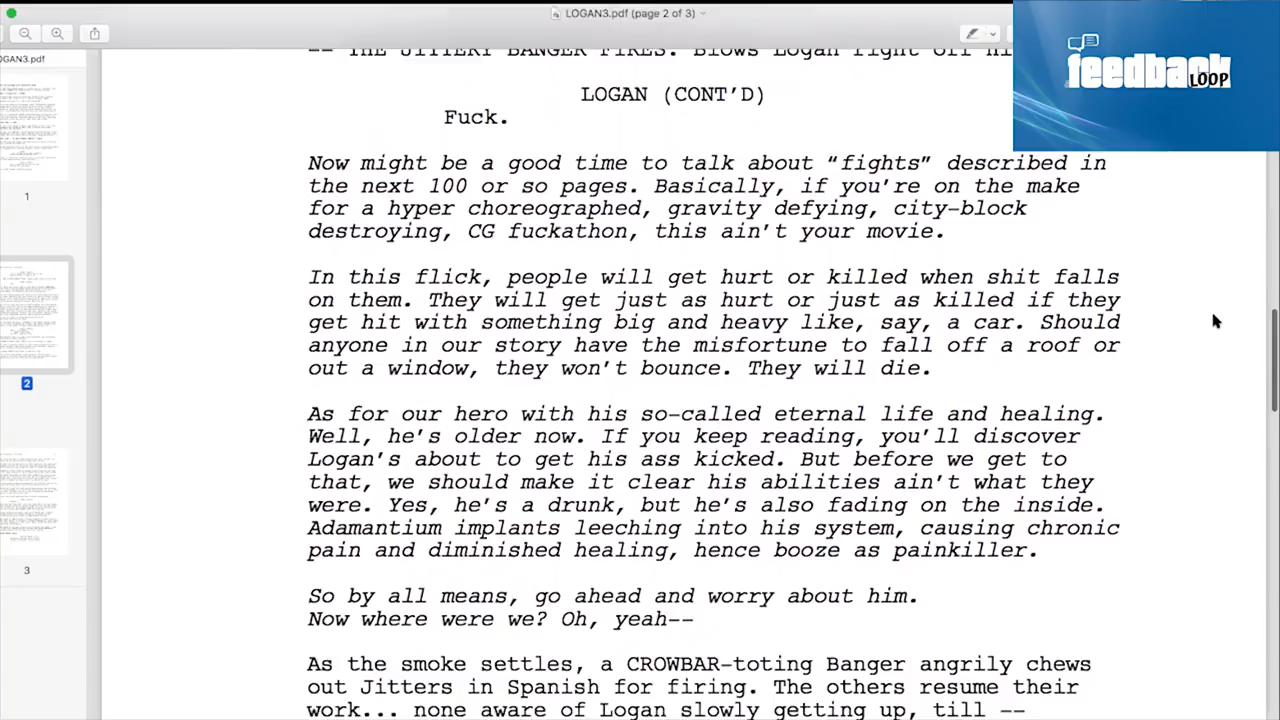 LOGAN3.pdf (page 2 of 3)
OGAN3.pdf
feedback
LOOP
-- THE JITTERY BANGER FIRES. Blows Logan right off hi
LOGAN (CONT'D)
Fuck.
Now might be a good time to talk about “fights” described in
the next 100 or so pages. Basically, if you're on the make
for a hyper choreographed, gravity defying, city-block
destroying, CG fuckathon, this ain't your movie.
In this flick, people will get hurt or killed when shit falls
on them. They will get just as hurt or just as killed if they
get hit with something big and heavy like, say, a car. Should
anyone in our story have the misfortune to fall off a roof or
out a window, they won't bounce. They will die.
As for our hero with his so-called eternal life and healing.
Well, he's older now. If you keep reading, you'll discover
Logan's about to get his ass kicked. But before we get to
that, we should make it clear his abilities ain't what they
were. Yes, he's a drunk, but he's also fading on the inside.
Adamantium implants leeching into his system, causing chronic
pain and diminished healing, hence booze as painkiller.
So by all means, go ahead and worry about him.
Now where were we? Oh, yeah--
As the smoke settles, a CROWBAR-toting Banger angrily chews
out Jitters in Spanish for firing. The others resume their
work... none aware of Logan slowly getting up, till --
1
2
3